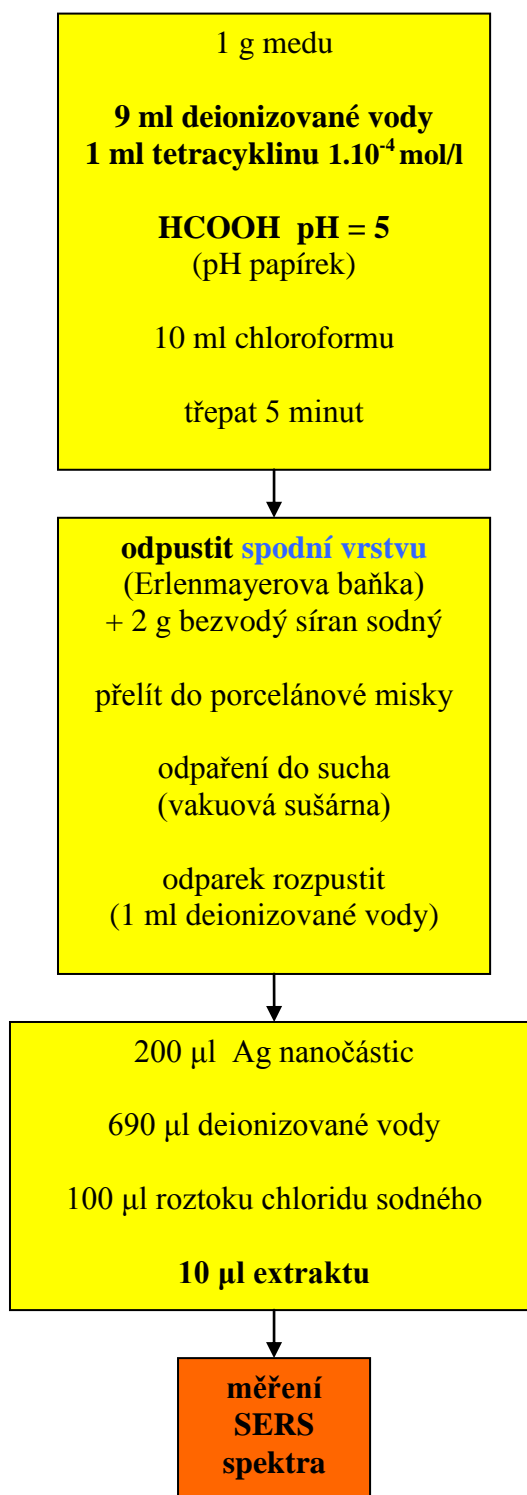 1 g medu
9 ml deionizované vody
1 ml tetracyklinu 1.10⁻⁴ mol/l
HCOOH pH = 5
(pH papírek)
10 ml chloroformu
třepat 5 minut
odpustit spodní vrstvu
(Erlenmayerova baňka)
+ 2 g bezvodý síran sodný
přelít do porcelánové misky
odpaření do sucha
(vakuová sušárna)
odparek rozpustit
(1 ml deionizované vody)
200 μl Ag nanočástic
690 μl deionizované vody
100 μl roztoku chloridu sodného
10 μl extraktu
měření
SERS
spektra